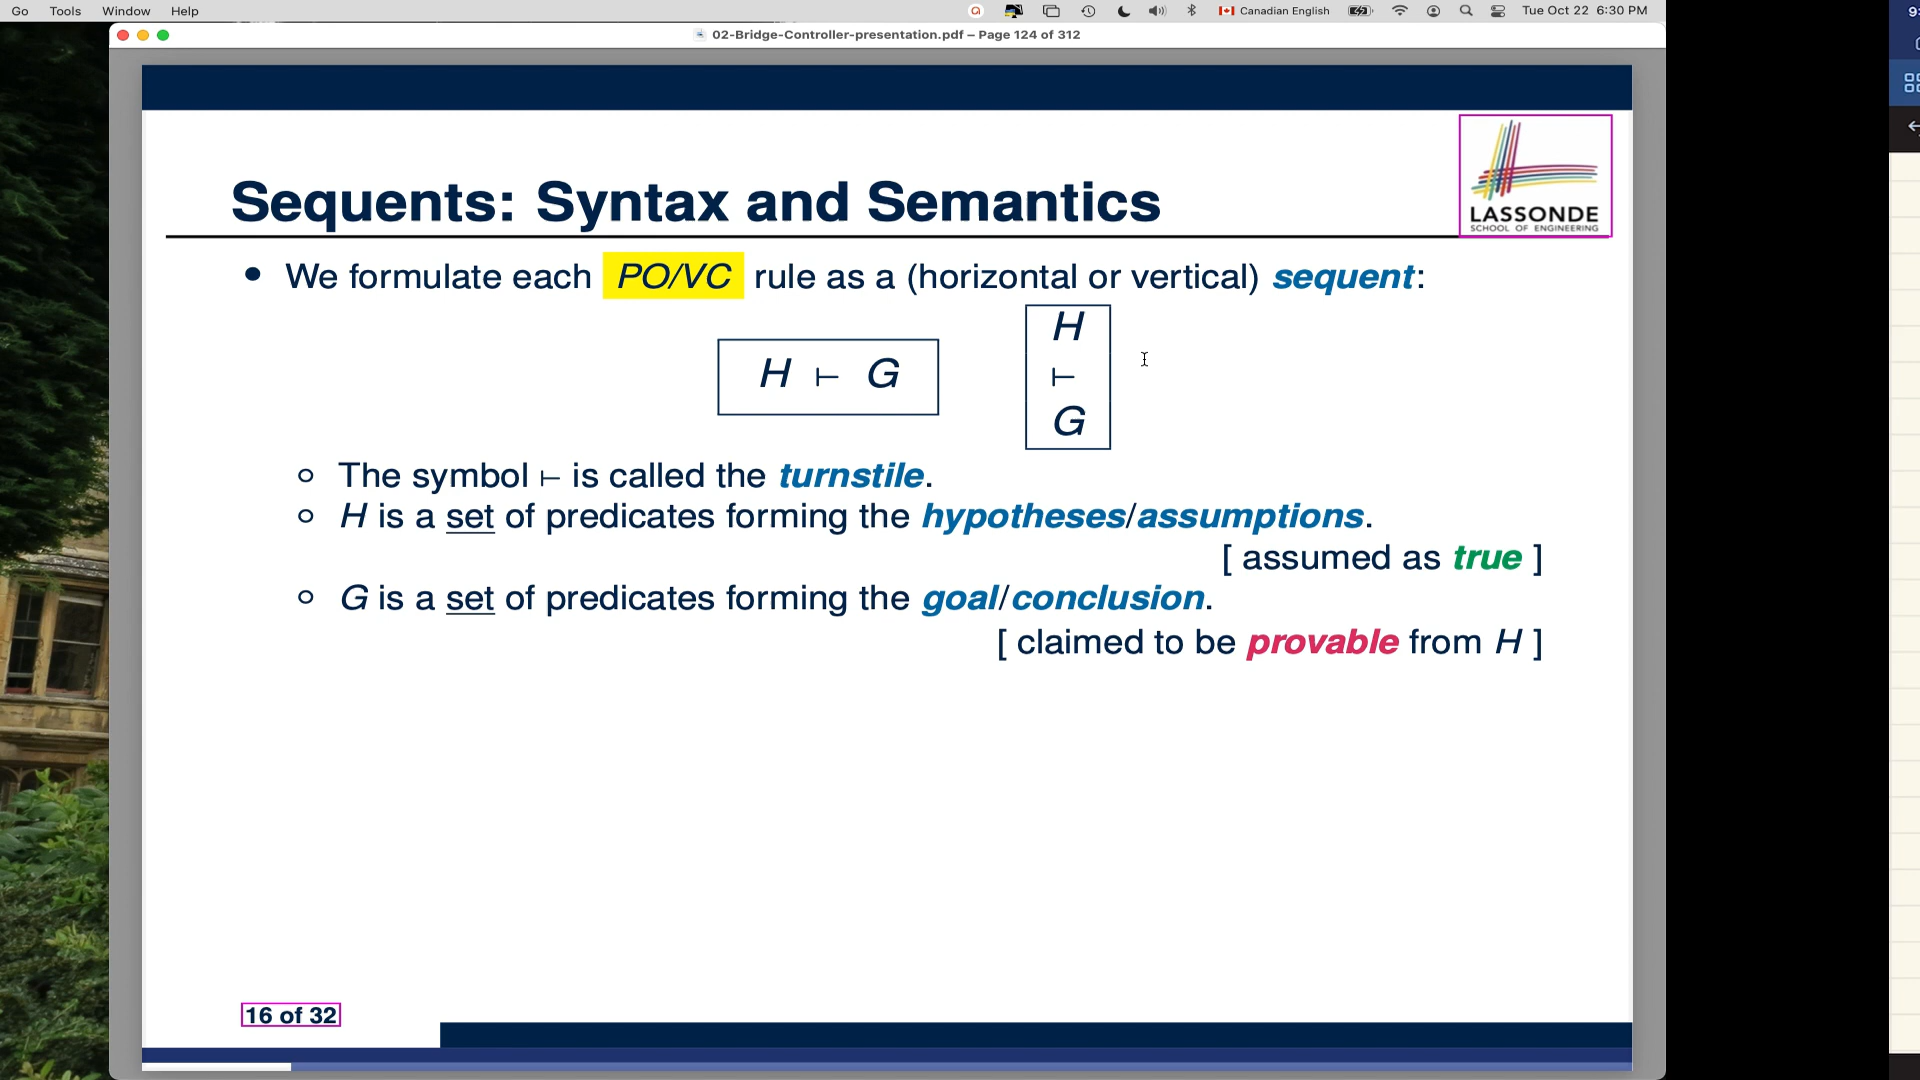 Go Tools Window Help Canadian English Tue Oct 22 6:30 PM
02-Bridge-Controller-presentation.pdf – Page 124 of 312
Sequents: Syntax and Semantics
LASSONDE
SCHOOL OF ENGINEERING
• We formulate each PO/VC rule as a (horizontal or vertical) sequent:
H ⊢ G
H
⊢
G
○ The symbol ⊢ is called the turnstile.
○ H is a set of predicates forming the hypotheses/assumptions.
[ assumed as true ]
○ G is a set of predicates forming the goal/conclusion.
[ claimed to be provable from H ]
16 of 32